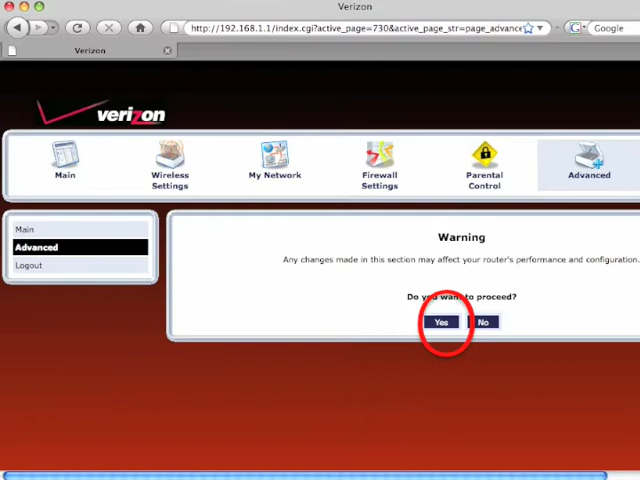 Verizon
http://192.168.1.1/index.cgi?active_page=730&active_page_str=page_advance
Google
Verizon
verizon
Main
Wireless Settings
My Network
Firewall Settings
Parental Control
Advanced
Main
Advanced
Logout
Warning
Any changes made in this section may affect your router's performance and configuration.
Do you want to proceed?
Yes
No